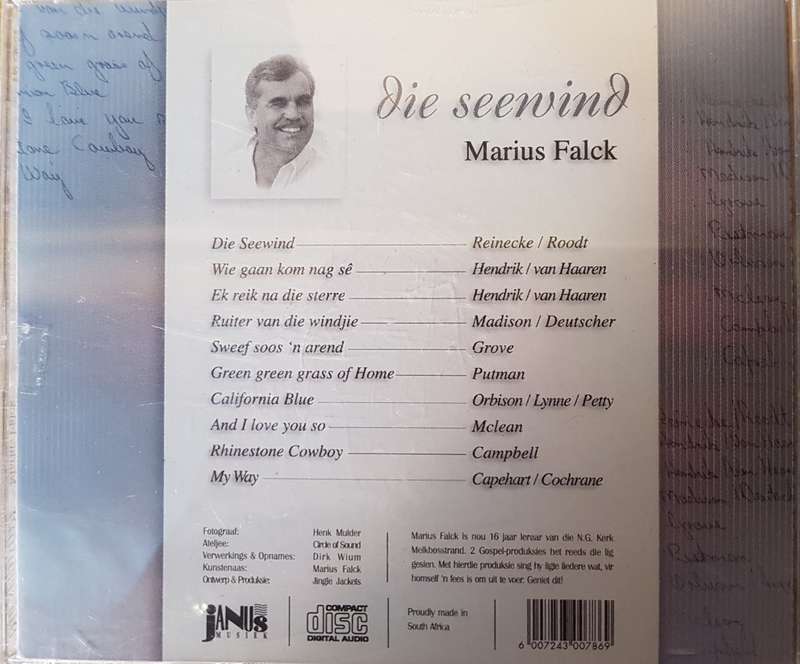 van die wind
soos 'n arend
green grass of
Blue
I love you
Cowboy
Way
die seewind
Marius Falck
Die Seewind Reinecke / Roodt
Wie gaan kom nag sê Hendrik / van Haaren
Ek reik na die sterre Hendrik / van Haaren
Ruiter van die windjie Madison / Deutscher
Sweef soos 'n arend Grove
Green green grass of Home Putman
California Blue Orbison / Lynne / Petty
And I love you so Mclean
Rhinestone Cowboy Campbell
My Way Capehart / Cochrane
Fotograaf: Henk Mulder
Ateljee: Circle of Sound
Verwerkings & Opnames: Dirk Wium
Kunstenaas: Marius Falck
Ontwerp & Produksie: Jingle Jackets
Marius Falck is nou 16 jaar leraar van die N.G. Kerk
Melkbosstrand. 2 Gospel-produksies het reeds die lig
gesien. Met hierdie produksie sing hy ligte liedere wat, vir
homself 'n fees is om uit te voer. Geniet dit!
JANUS
MUSIEK
COMPACT
disc
DIGITAL AUDIO
Proudly made in
South Africa
6 007243 007869